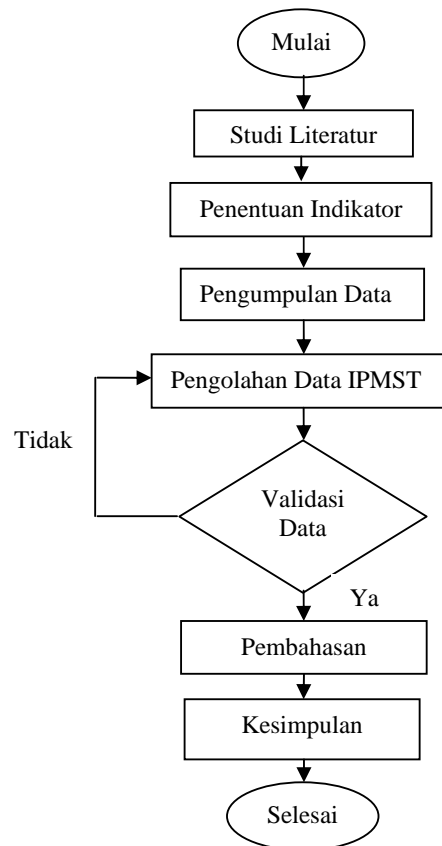 Mulai
Studi Literatur
Penentuan Indikator
Pengumpulan Data
Pengolahan Data IPMST
Tidak
Validasi
Data
Ya
Pembahasan
Kesimpulan
Selesai